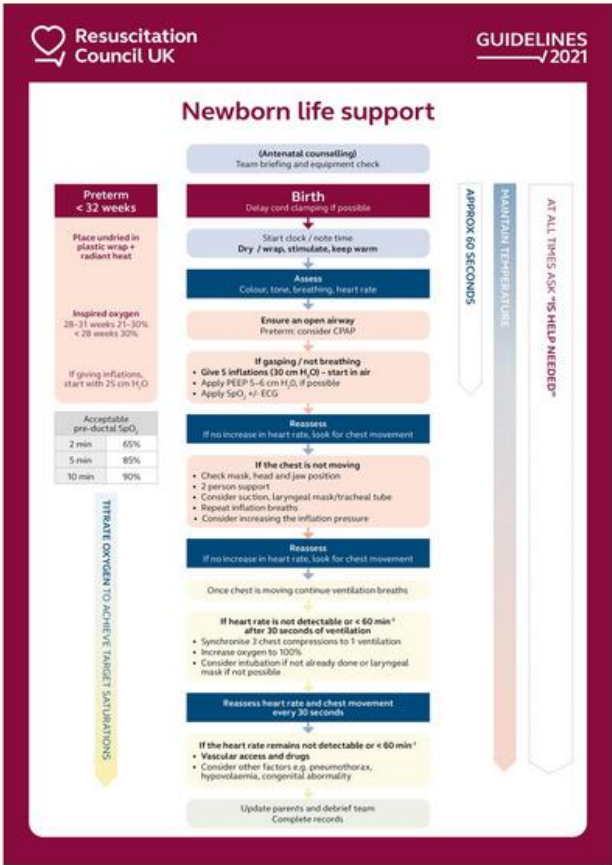 Resuscitation
Council UK
GUIDELINES
2021
Newborn life support
(Antenatal counselling)
Team briefing and equipment check
Preterm
< 32 weeks
Place undried in
plastic wrap +
radiant heat
Inspired oxygen
28–31 weeks 21–30%
< 28 weeks 30%
If giving inflations,
start with 25 cm H₂O
Acceptable
pre-ductal SpO₂
2 min 65%
5 min 85%
10 min 90%
TITRATE OXYGEN TO ACHIEVE TARGET SATURATIONS
Birth
Delay cord clamping if possible
Start clock / note time
Dry / wrap, stimulate, keep warm
Assess
Colour, tone, breathing, heart rate
Ensure an open airway
Preterm: consider CPAP
If gasping / not breathing
• Give 5 inflations (30 cm H₂O) – start in air
• Apply PEEP 5–6 cm H₂O, if possible
• Apply SpO₂ +/- ECG
Reassess
If no increase in heart rate, look for chest movement
If the chest is not moving
• Check mask, head and jaw position
• 2 person support
• Consider suction, laryngeal mask/tracheal tube
• Repeat inflation breaths
• Consider increasing the inflation pressure
Reassess
If no increase in heart rate, look for chest movement
Once chest is moving continue ventilation breaths
If heart rate is not detectable or < 60 min⁻¹
after 30 seconds of ventilation
• Synchronise 3 chest compressions to 1 ventilation
• Increase oxygen to 100%
• Consider intubation if not already done or laryngeal
mask if not possible
Reassess heart rate and chest movement
every 30 seconds
If the heart rate remains not detectable or < 60 min⁻¹
• Vascular access and drugs
• Consider other factors e.g. pneumothorax,
hypovolaemia, congenital abormality
Update parents and debrief team
Complete records
APPROX 60 SECONDS
MAINTAIN TEMPERATURE
AT ALL TIMES ASK "IS HELP NEEDED"